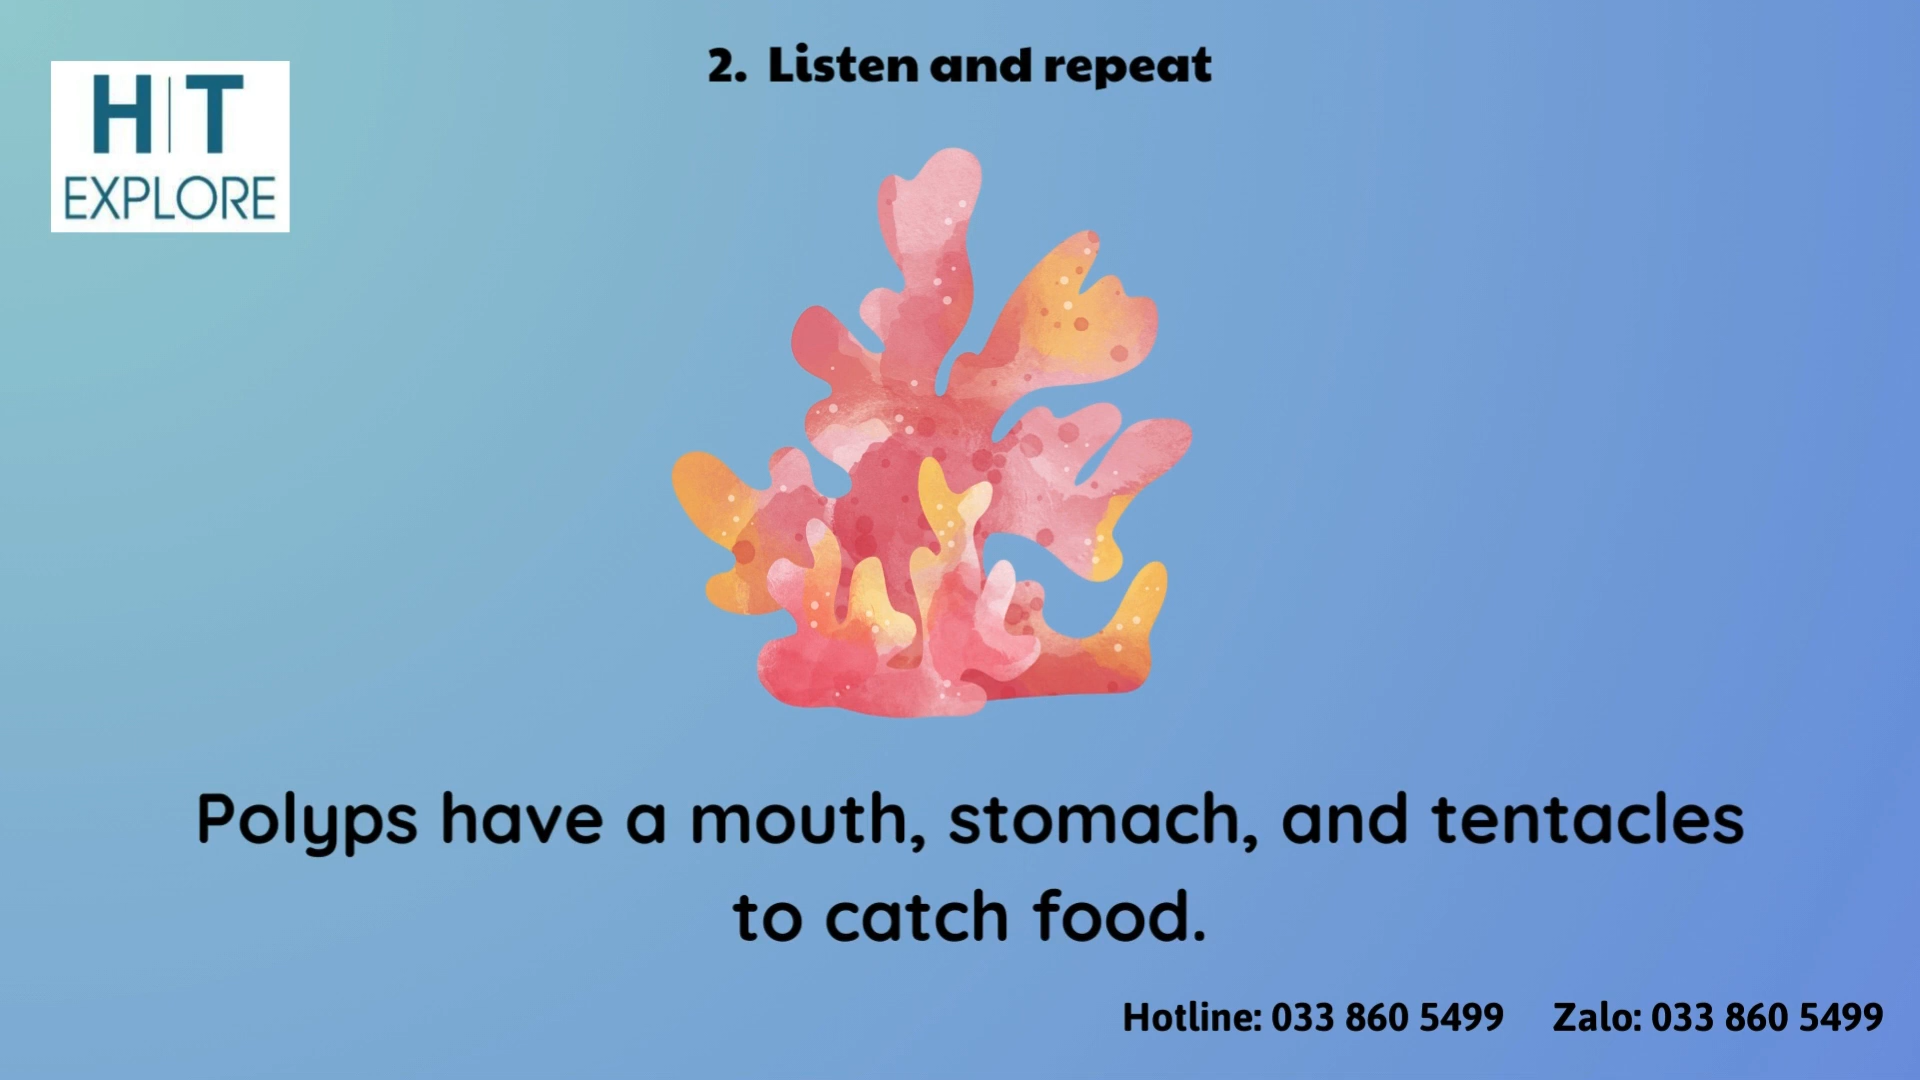 2. Listen and repeat
H|T
EXPLORE
Polyps have a mouth, stomach, and tentacles
to catch food.
Hotline: 033 860 5499 Zalo: 033 860 5499